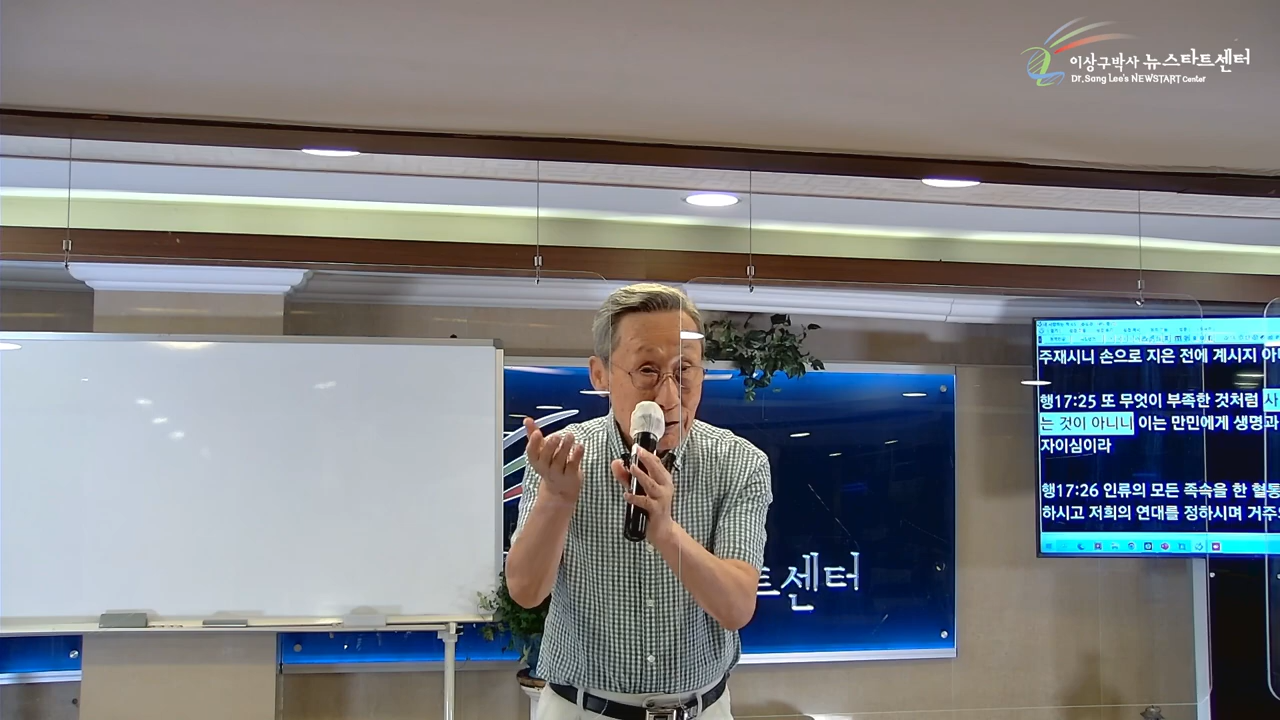 이상구박사 뉴스타트센터
Dr.Sang Lee's NEWSTART Center
주재시니 손으로 지은 전에 계시지 아
행17:25 또 무엇이 부족한 것처럼 사
는 것이 아니니 이는 만민에게 생명과
자이심이라
행17:26 인류의 모든 족속을 한 혈통
하시고 저희의 연대를 정하시며 거주
트센터